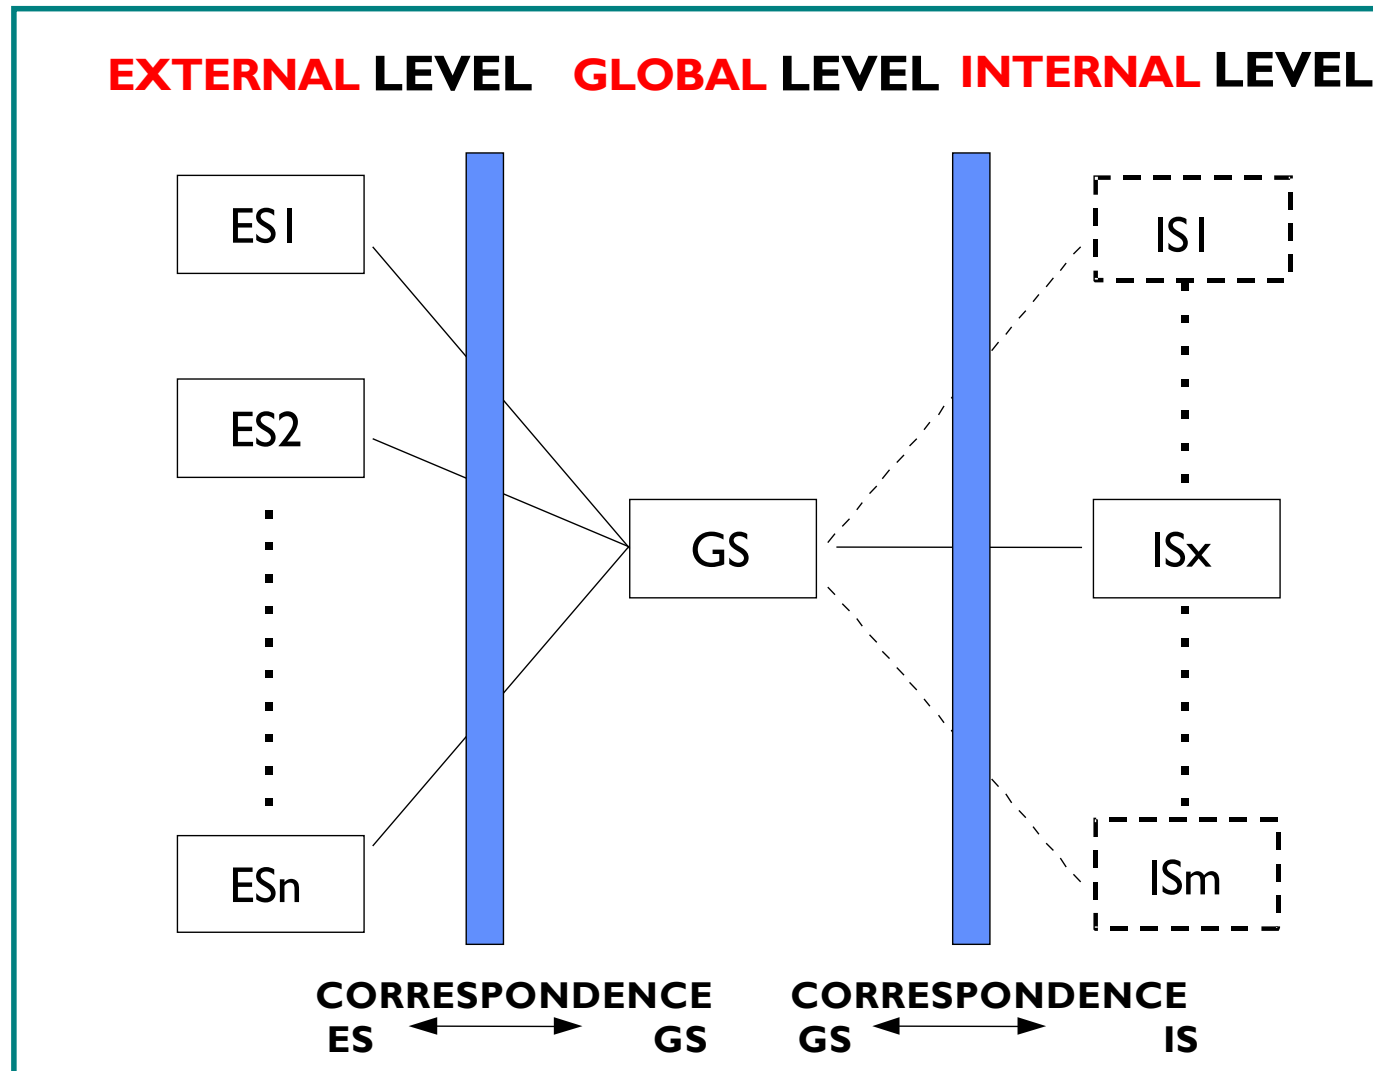 EXTERNAL LEVEL GLOBAL LEVEL INTERNAL LEVEL
ES1
IS1
ES2
GS
ISx
ESn
ISm
CORRESPONDENCE CORRESPONDENCE
ES GS GS IS